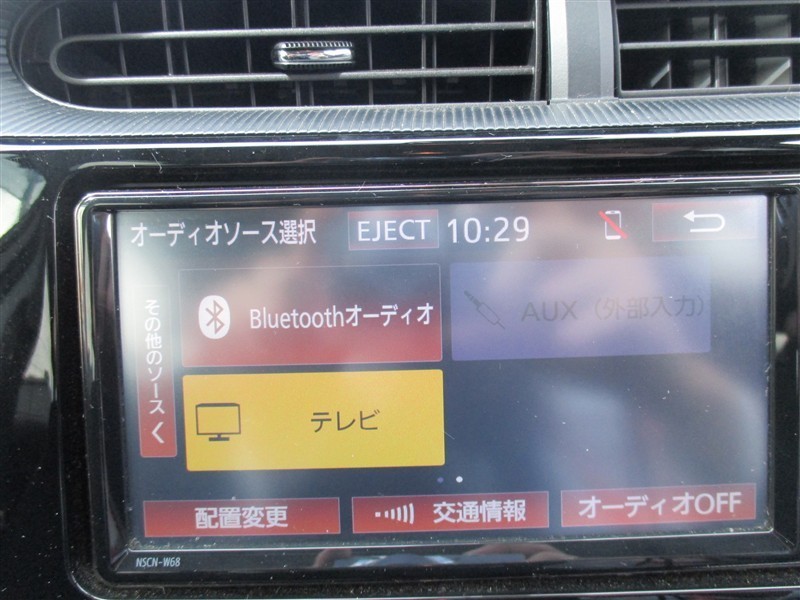 オーディオソース選択 EJECT 10:29
その他のソース
Bluetoothオーディオ
AUX（外部入力）
テレビ
配置変更 交通情報 オーディオOFF
NSCN-W68